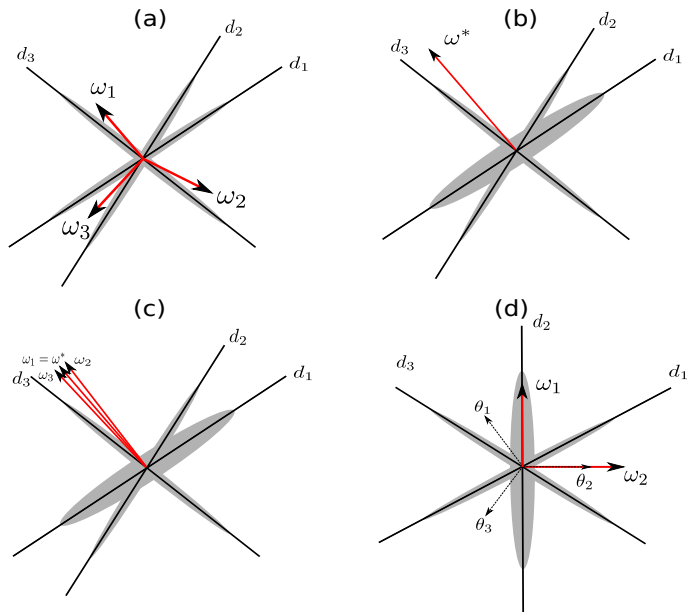 (a)
d₂
d₃
d₁
ω₁
ω₂
ω₃
(b)
d₃
ω*
d₂
d₁
(c)
d₂
ω₁ = ω* ω₂
d₃ ω₃
d₁
(d)
d₂
d₃
d₁
ω₁
θ₁
θ₂
ω₂
θ₃